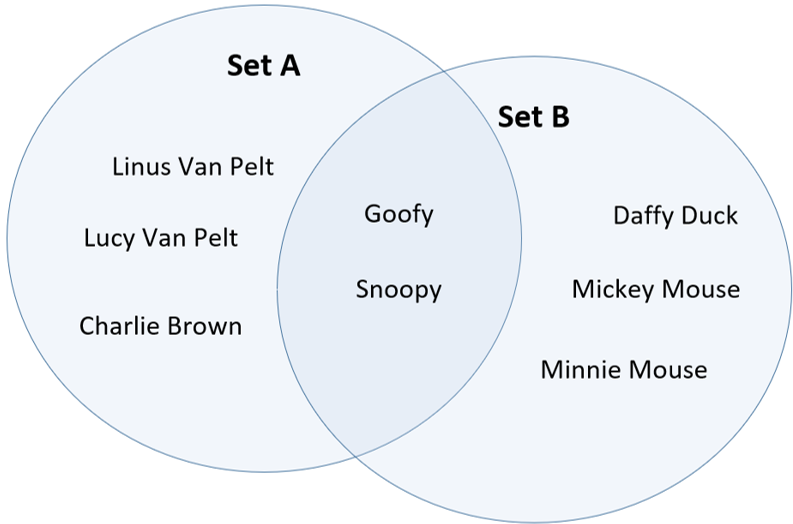 Set A
Linus Van Pelt
Lucy Van Pelt
Charlie Brown
Goofy
Snoopy
Set B
Daffy Duck
Mickey Mouse
Minnie Mouse